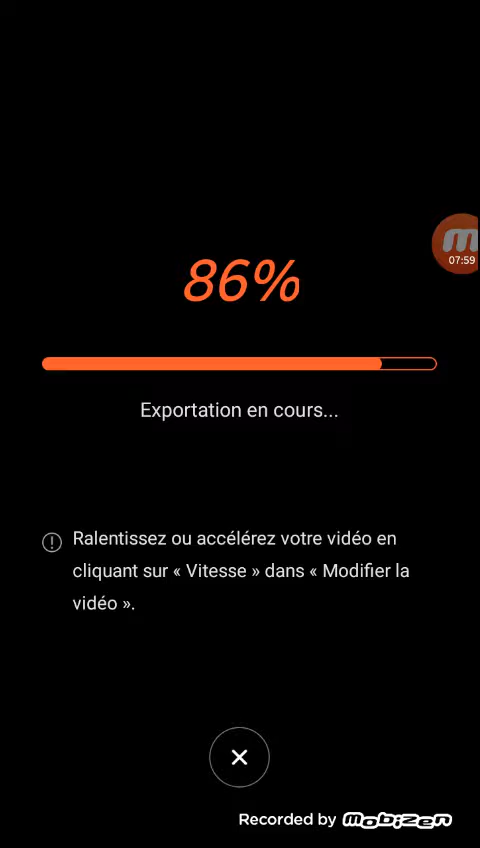 86%
07:59
Exportation en cours...
Ralentissez ou accélérez votre vidéo en
cliquant sur « Vitesse » dans « Modifier la
vidéo ».
Recorded by Mobizen